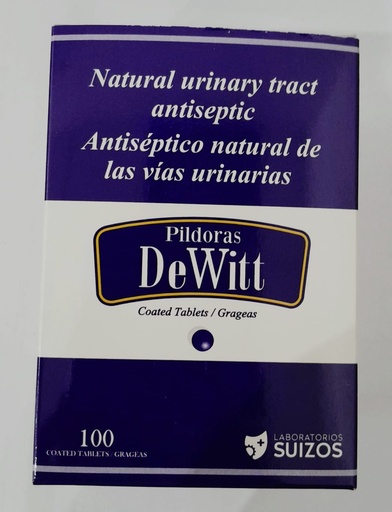 Natural urinary tract
antiseptic
Antiséptico natural de
las vías urinarias
Pildoras
DeWitt
Coated Tablets / Grageas
100
COATED TABLETS / GRAGEAS
LABORATORIOS
SUIZOS